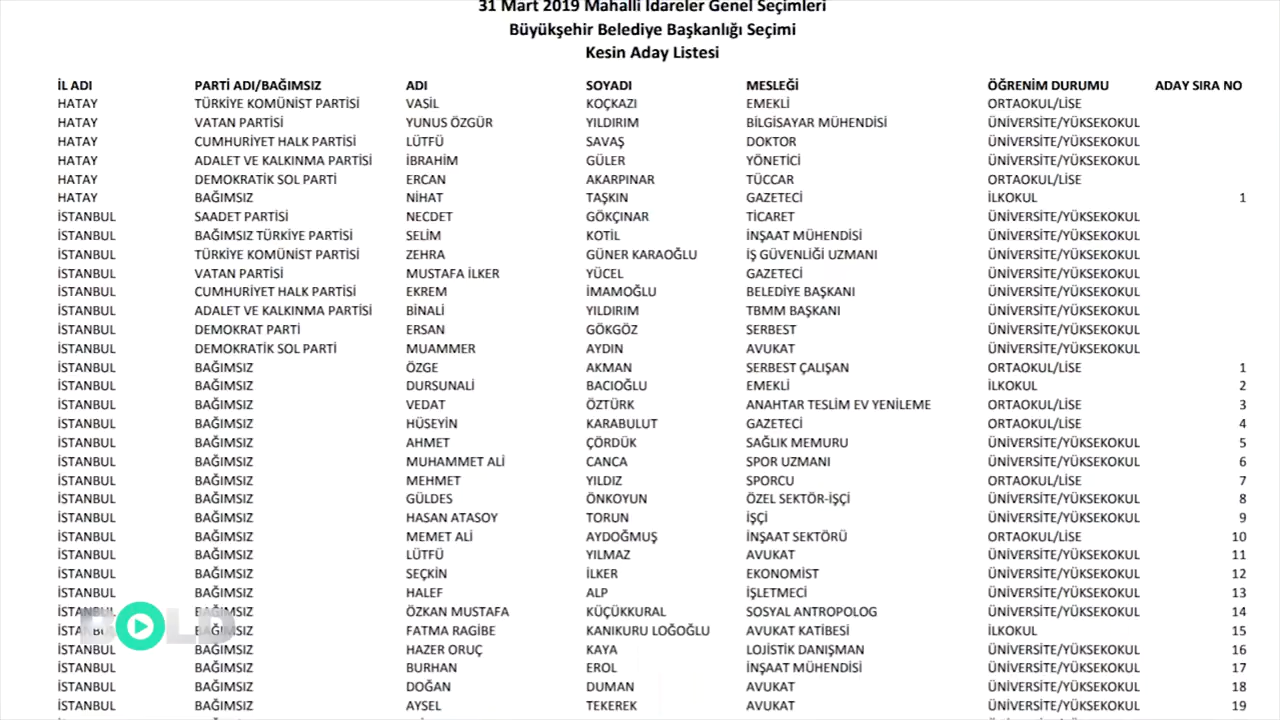 31 Mart 2019 Mahalli İdareler Genel Seçimleri
Büyükşehir Belediye Başkanlığı Seçimi
Kesin Aday Listesi
İL ADI PARTİ ADI/BAĞIMSIZ ADI SOYADI MESLEĞİ ÖĞRENİM DURUMU ADAY SIRA NO
HATAY TÜRKİYE KOMÜNİST PARTİSİ VASİL KOÇKAZI EMEKLİ ORTAOKUL/LİSE
HATAY VATAN PARTİSİ YUNUS ÖZGÜR YILDIRIM BİLGİSAYAR MÜHENDİSİ ÜNİVERSİTE/YÜKSEKOKUL
HATAY CUMHURİYET HALK PARTİSİ LÜTFÜ SAVAŞ DOKTOR ÜNİVERSİTE/YÜKSEKOKUL
HATAY ADALET VE KALKINMA PARTİSİ İBRAHİM GÜLER YÖNETİCİ ÜNİVERSİTE/YÜKSEKOKUL
HATAY DEMOKRATİK SOL PARTİ ERCAN AKARPINAR TÜCCAR ORTAOKUL/LİSE
HATAY BAĞIMSIZ NİHAT TAŞKIN GAZETECİ İLKOKUL 1
İSTANBUL SAADET PARTİSİ NECDET GÖKÇINAR TİCARET ÜNİVERSİTE/YÜKSEKOKUL
İSTANBUL BAĞIMSIZ TÜRKİYE PARTİSİ SELİM KOTİL İNŞAAT MÜHENDİSİ ÜNİVERSİTE/YÜKSEKOKUL
İSTANBUL TÜRKİYE KOMÜNİST PARTİSİ ZEHRA GÜNER KARAOĞLU İŞ GÜVENLİĞİ UZMANI ÜNİVERSİTE/YÜKSEKOKUL
İSTANBUL VATAN PARTİSİ MUSTAFA İLKER YÜCEL GAZETECİ ÜNİVERSİTE/YÜKSEKOKUL
İSTANBUL CUMHURİYET HALK PARTİSİ EKREM İMAMOĞLU BELEDİYE BAŞKANI ÜNİVERSİTE/YÜKSEKOKUL
İSTANBUL ADALET VE KALKINMA PARTİSİ BİNALİ YILDIRIM TBMM BAŞKANI ÜNİVERSİTE/YÜKSEKOKUL
İSTANBUL DEMOKRAT PARTİ ERSAN GÖKGÖZ SERBEST ÜNİVERSİTE/YÜKSEKOKUL
İSTANBUL DEMOKRATİK SOL PARTİ MUAMMER AYDIN AVUKAT ÜNİVERSİTE/YÜKSEKOKUL
İSTANBUL BAĞIMSIZ ÖZGE AKMAN SERBEST ÇALIŞAN ORTAOKUL/LİSE 1
İSTANBUL BAĞIMSIZ DURSUNALİ BACIOĞLU EMEKLİ İLKOKUL 2
İSTANBUL BAĞIMSIZ VEDAT ÖZTÜRK ANAHTAR TESLİM EV YENİLEME ORTAOKUL/LİSE 3
İSTANBUL BAĞIMSIZ HÜSEYİN KARABULUT GAZETECİ ORTAOKUL/LİSE 4
İSTANBUL BAĞIMSIZ AHMET ÇÖRDÜK SAĞLIK MEMURU ÜNİVERSİTE/YÜKSEKOKUL 5
İSTANBUL BAĞIMSIZ MUHAMMET ALİ CANCA SPOR UZMANI ÜNİVERSİTE/YÜKSEKOKUL 6
İSTANBUL BAĞIMSIZ MEHMET YILDIZ SPORCU ORTAOKUL/LİSE 7
İSTANBUL BAĞIMSIZ GÜLDES ÖNKOYUN ÖZEL SEKTÖR-İŞÇİ ÜNİVERSİTE/YÜKSEKOKUL 8
İSTANBUL BAĞIMSIZ HASAN ATASOY TORUN İŞÇİ ÜNİVERSİTE/YÜKSEKOKUL 9
İSTANBUL BAĞIMSIZ MEMET ALİ AYDOĞMUŞ İNŞAAT SEKTÖRÜ ORTAOKUL/LİSE 10
İSTANBUL BAĞIMSIZ LÜTFÜ YILMAZ AVUKAT ÜNİVERSİTE/YÜKSEKOKUL 11
İSTANBUL BAĞIMSIZ SEÇKİN İLKER EKONOMİST ÜNİVERSİTE/YÜKSEKOKUL 12
İSTANBUL BAĞIMSIZ HALEF ALP İŞLETMECİ ÜNİVERSİTE/YÜKSEKOKUL 13
İSTANBUL BAĞIMSIZ ÖZKAN MUSTAFA KÜÇÜKKURAL SOSYAL ANTROPOLOG ÜNİVERSİTE/YÜKSEKOKUL 14
BOLD
İSTANBUL BAĞIMSIZ FATMA RAGİBE KANIKURU LOĞOĞLU AVUKAT KATİBESİ İLKOKUL 15
İSTANBUL BAĞIMSIZ HAZER ORUÇ KAYA LOJİSTİK DANIŞMAN ÜNİVERSİTE/YÜKSEKOKUL 16
İSTANBUL BAĞIMSIZ BURHAN EROL İNŞAAT MÜHENDİSİ ÜNİVERSİTE/YÜKSEKOKUL 17
İSTANBUL BAĞIMSIZ DOĞAN DUMAN AVUKAT ÜNİVERSİTE/YÜKSEKOKUL 18
İSTANBUL BAĞIMSIZ AYSEL TEKEREK AVUKAT ÜNİVERSİTE/YÜKSEKOKUL 19